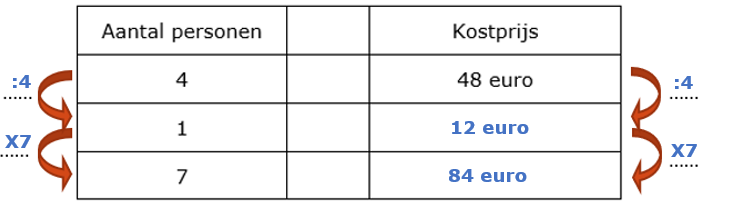 Aantal personen Kostprijs
:4 4 48 euro :4
1 12 euro
X7 X7
7 84 euro